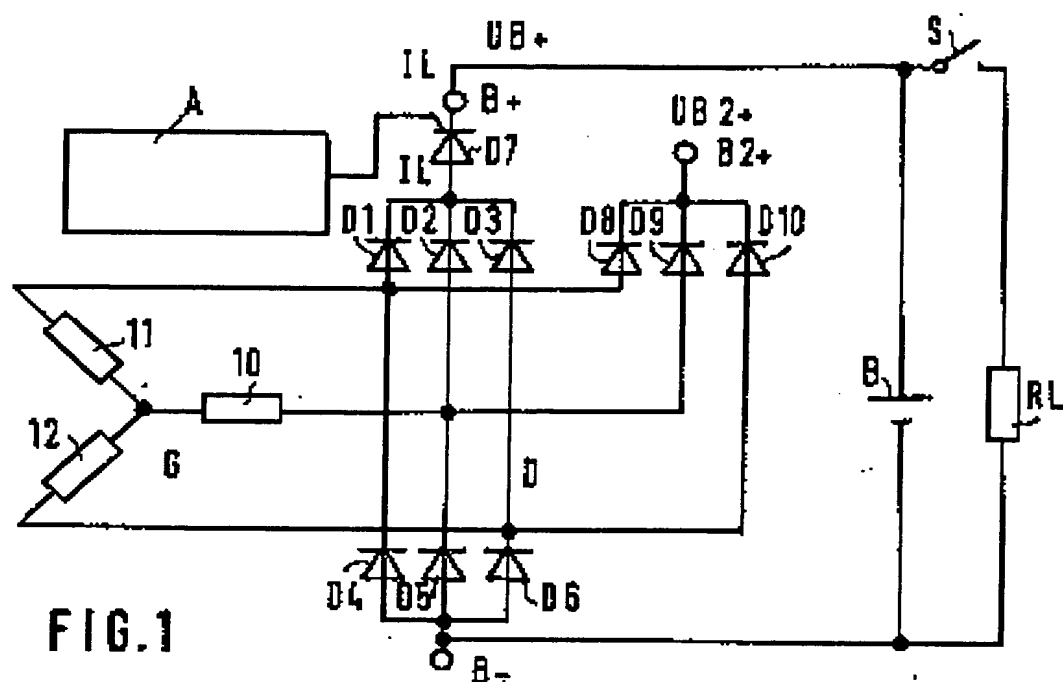 UB+
S
IL
A
B+
UB2+
B2+
D7
IL
D1 D2 D3 D8 D9 D10
11
10
B
RL
12
G
D
D4 D5 D6
FIG.1
B-